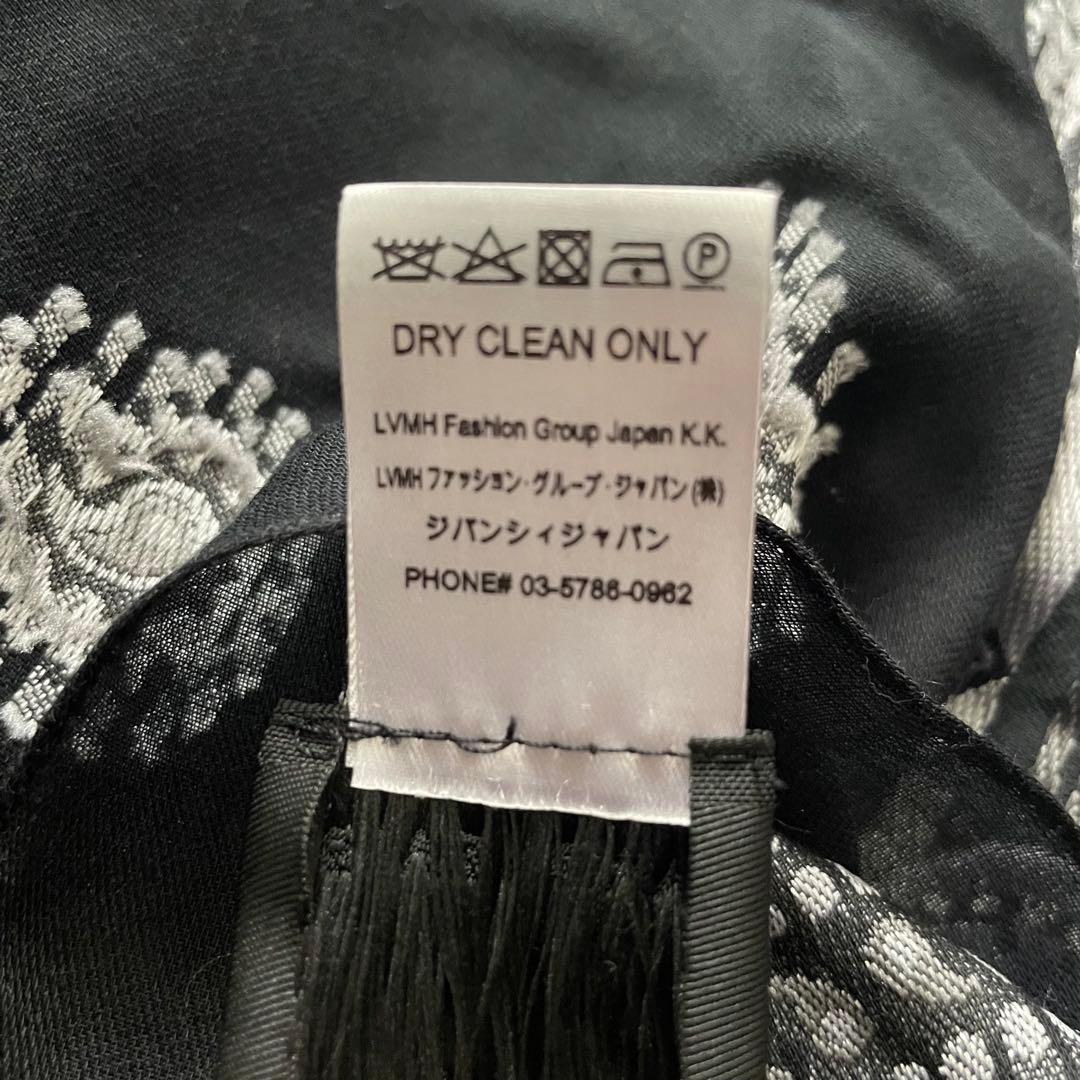 P
DRY CLEAN ONLY
LVMH Fashion Group Japan K.K.
LVMH ファッション・グループ・ジャパン(株)
ジバンシィジャパン
PHONE# 03-5786-0962